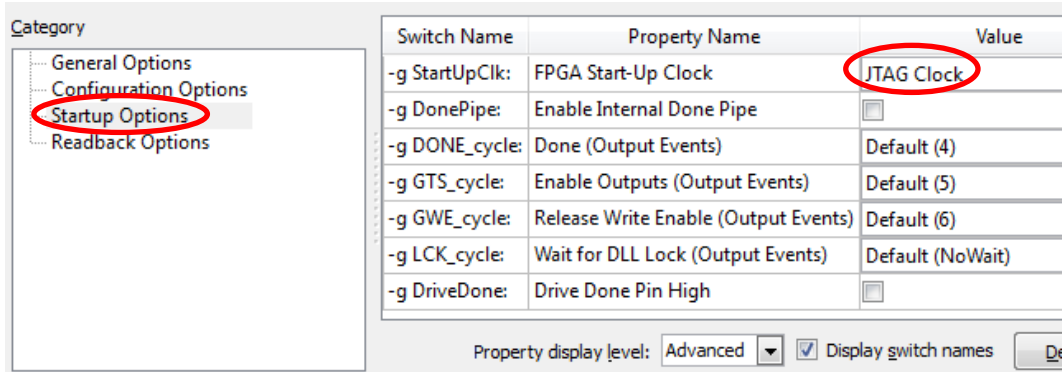 Category
General Options
Configuration Options
Startup Options
Readback Options
Switch Name Property Name Value
-g StartUpClk: FPGA Start-Up Clock JTAG Clock
-g DonePipe: Enable Internal Done Pipe
-g DONE_cycle: Done (Output Events) Default (4)
-g GTS_cycle: Enable Outputs (Output Events) Default (5)
-g GWE_cycle: Release Write Enable (Output Events) Default (6)
-g LCK_cycle: Wait for DLL Lock (Output Events) Default (NoWait)
-g DriveDone: Drive Done Pin High
Property display level: Advanced Display switch names